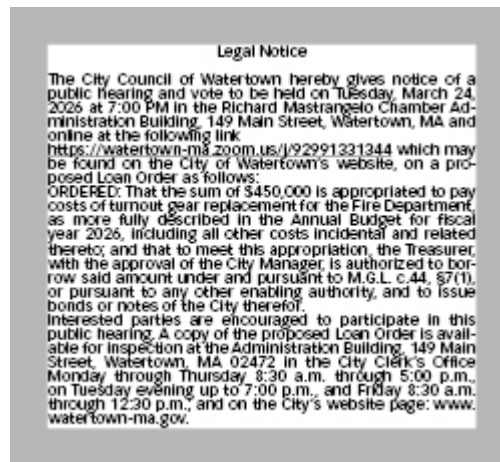 Legal Notice
The City Council of Watertown hereby gives notice of a
public hearing and vote to be held on Tuesday, March 24,
2026 at 7:00 PM in the Richard Mastrangelo Chamber Ad-
ministration Building, 149 Main Street, Watertown, MA and
online at the following link
https://watertown-ma.zoom.us/j/92991331344 which may
be found on the City of Watertown's website, on a pro-
posed Loan Order as follows:
ORDERED: That the sum of $450,000 is appropriated to pay
costs of turnout gear replacement for the Fire Department,
as more fully described in the Annual Budget for fiscal
year 2026, including all other costs incidental and related
thereto; and that to meet this appropriation, the Treasurer,
with the approval of the City Manager, is authorized to bor-
row said amount under and pursuant to M.G.L. c.44, §7(1),
or pursuant to any other enabling authority, and to issue
bonds or notes of the City therefor.
Interested parties are encouraged to participate in this
public hearing. A copy of the proposed Loan Order is avail-
able for inspection at the Administration Building, 149 Main
Street, Watertown, MA 02472 in the City Clerk's Office
Monday through Thursday 8:30 a.m. through 5:00 p.m.,
on Tuesday evening up to 7:00 p.m., and Friday 8:30 a.m.
through 12:30 p.m.; and on the City's website page: www.
watertown-ma.gov.